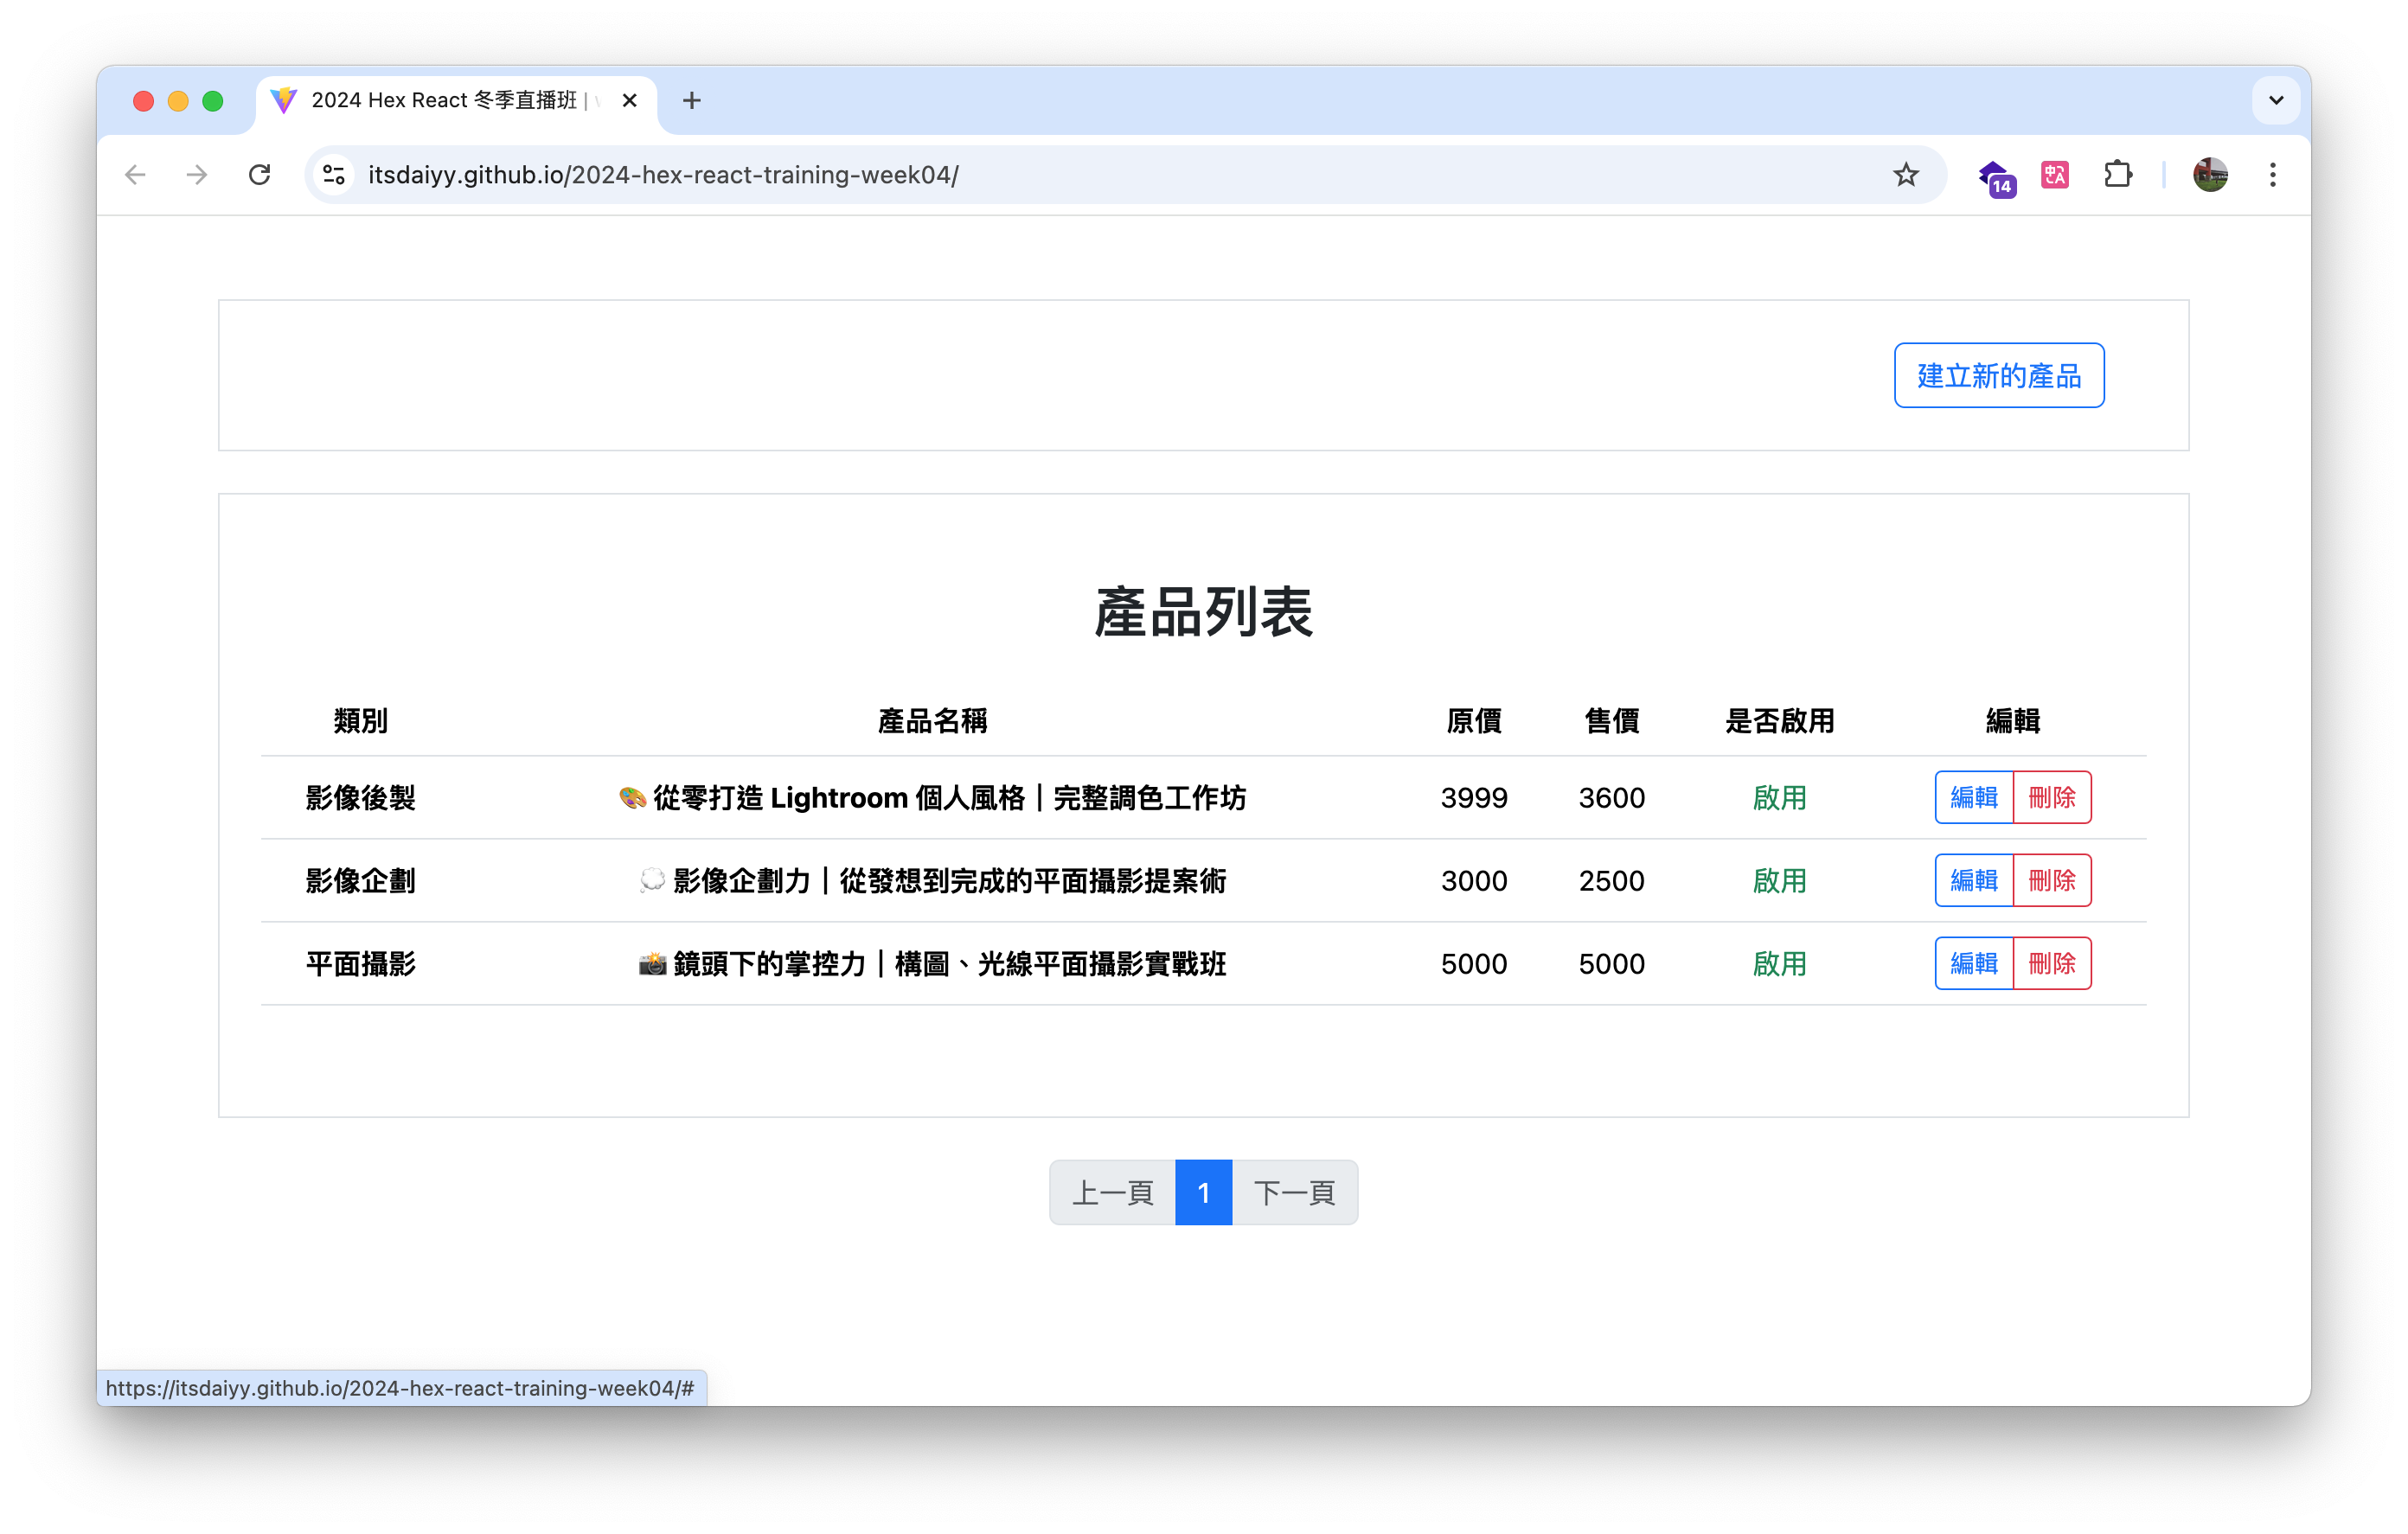 2024 Hex React 冬季直播班 |
itsdaiyy.github.io/2024-hex-react-training-week04/
14
中A
建立新的產品
產品列表
類別 產品名稱 原價 售價 是否啟用 編輯
影像後製 🎨 從零打造 Lightroom 個人風格｜完整調色工作坊 3999 3600 啟用 編輯 刪除
影像企劃 💭 影像企劃力｜從發想到完成的平面攝影提案術 3000 2500 啟用 編輯 刪除
平面攝影 📸 鏡頭下的掌控力｜構圖、光線平面攝影實戰班 5000 5000 啟用 編輯 刪除
上一頁 1 下一頁
https://itsdaiyy.github.io/2024-hex-react-training-week04/#